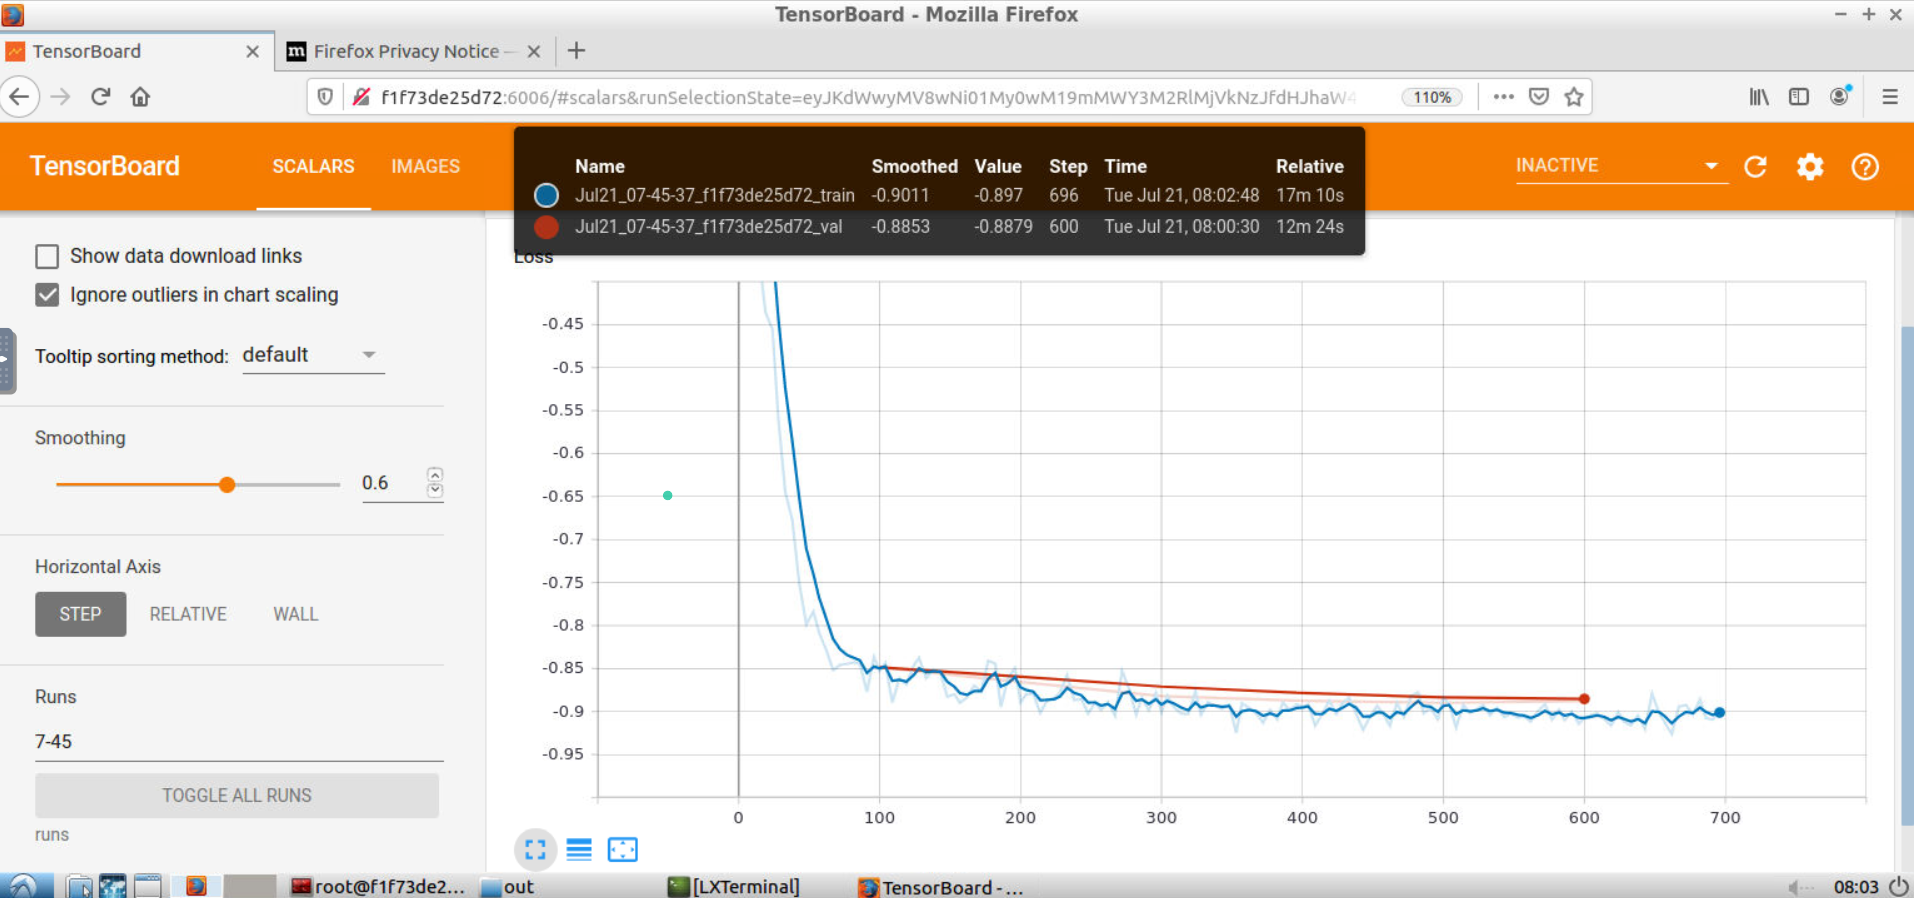 TensorBoard - Mozilla Firefox
TensorBoard
Firefox Privacy Notice —
f1f73de25d72:6006/#scalars&runSelectionState=eyJKdWwyMV8wNi01My0wM19mMWY3M2RlMjVkNzJfdHJhaW4
110%
TensorBoard
SCALARS
IMAGES
INACTIVE
Name Smoothed Value Step Time Relative
Jul21_07-45-37_f1f73de25d72_train -0.9011 -0.897 696 Tue Jul 21, 08:02:48 17m 10s
Jul21_07-45-37_f1f73de25d72_val -0.8853 -0.8879 600 Tue Jul 21, 08:00:30 12m 24s
Show data download links
Ignore outliers in chart scaling
Tooltip sorting method: default
Smoothing
0.6
Horizontal Axis
STEP RELATIVE WALL
Runs
7-45
TOGGLE ALL RUNS
runs
Loss
-0.45
-0.5
-0.55
-0.6
-0.65
-0.7
-0.75
-0.8
-0.85
-0.9
-0.95
0 100 200 300 400 500 600 700
root@f1f73de2...
out
[LXTerminal]
TensorBoard - ...
08:03